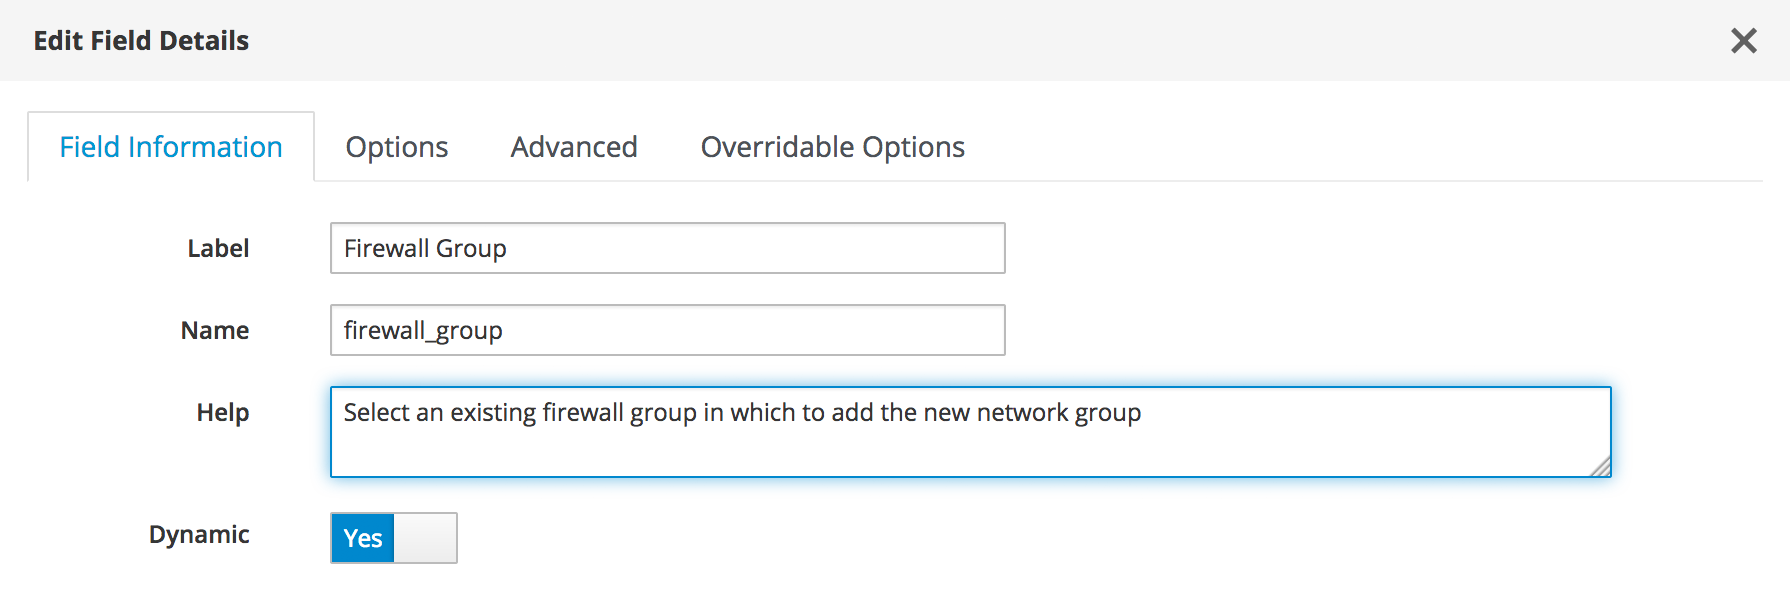 Edit Field Details
Field Information Options Advanced Overridable Options
Label Firewall Group
Name firewall_group
Help Select an existing firewall group in which to add the new network group
Dynamic Yes